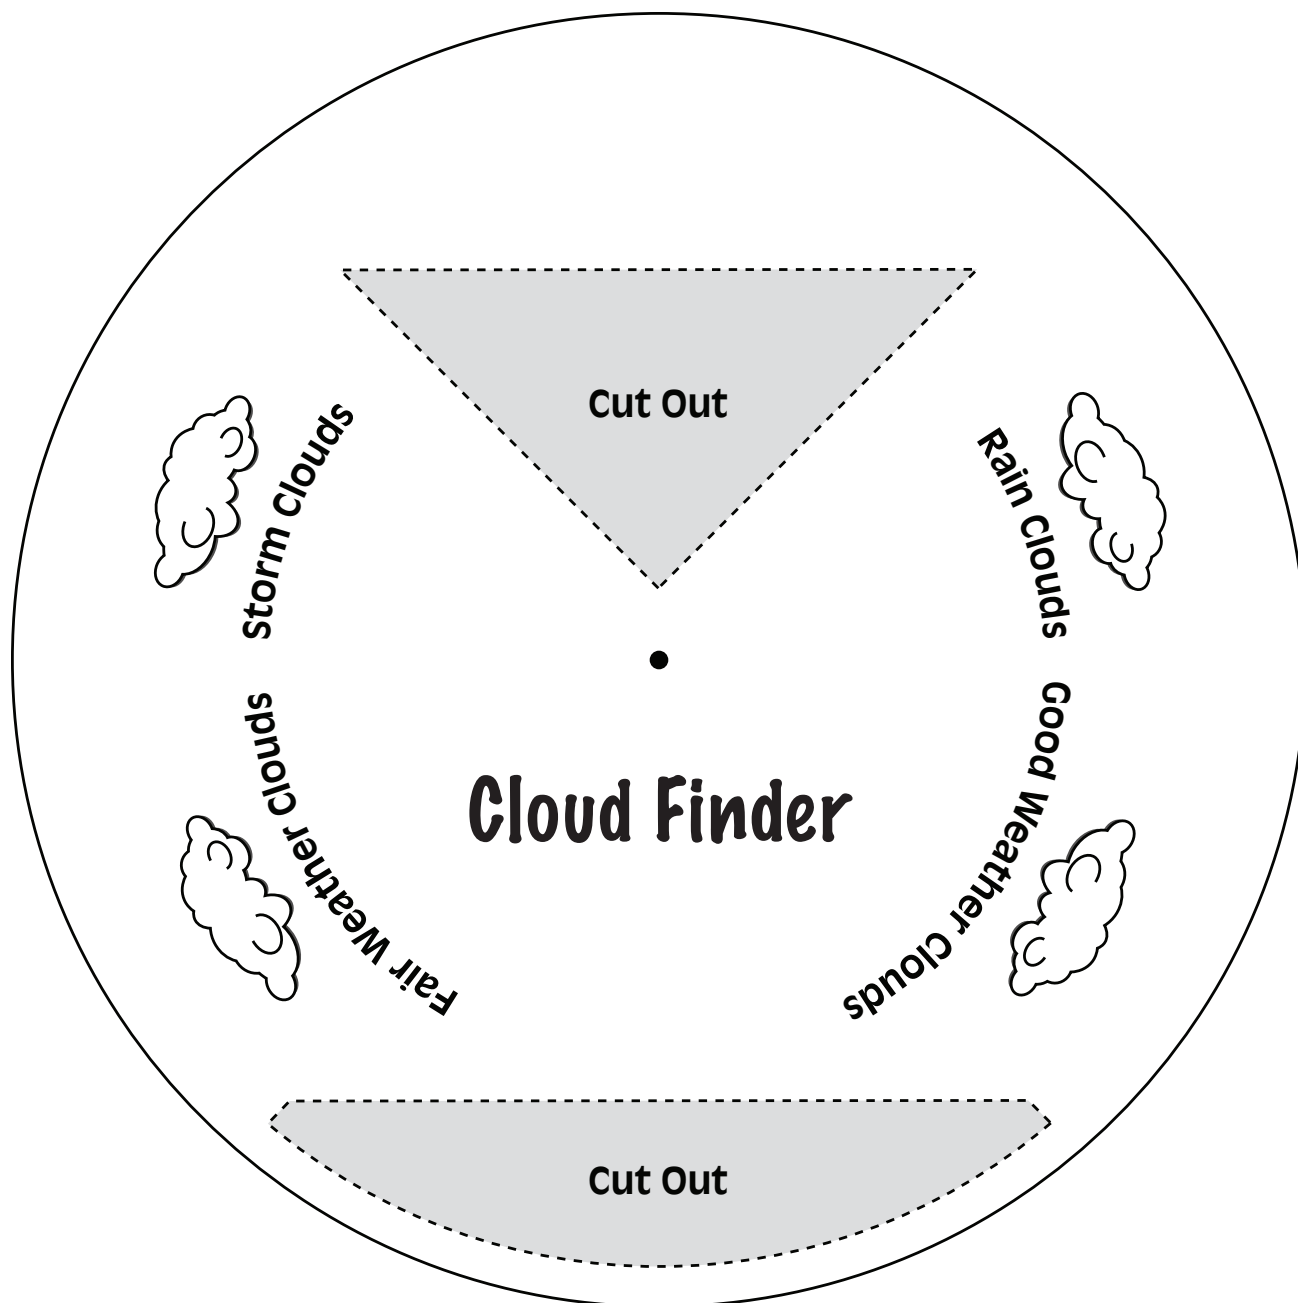 Cut Out
Storm Clouds
Rain Clouds
Fair Weather Clouds
Good Weather Clouds
Cloud Finder
Cut Out